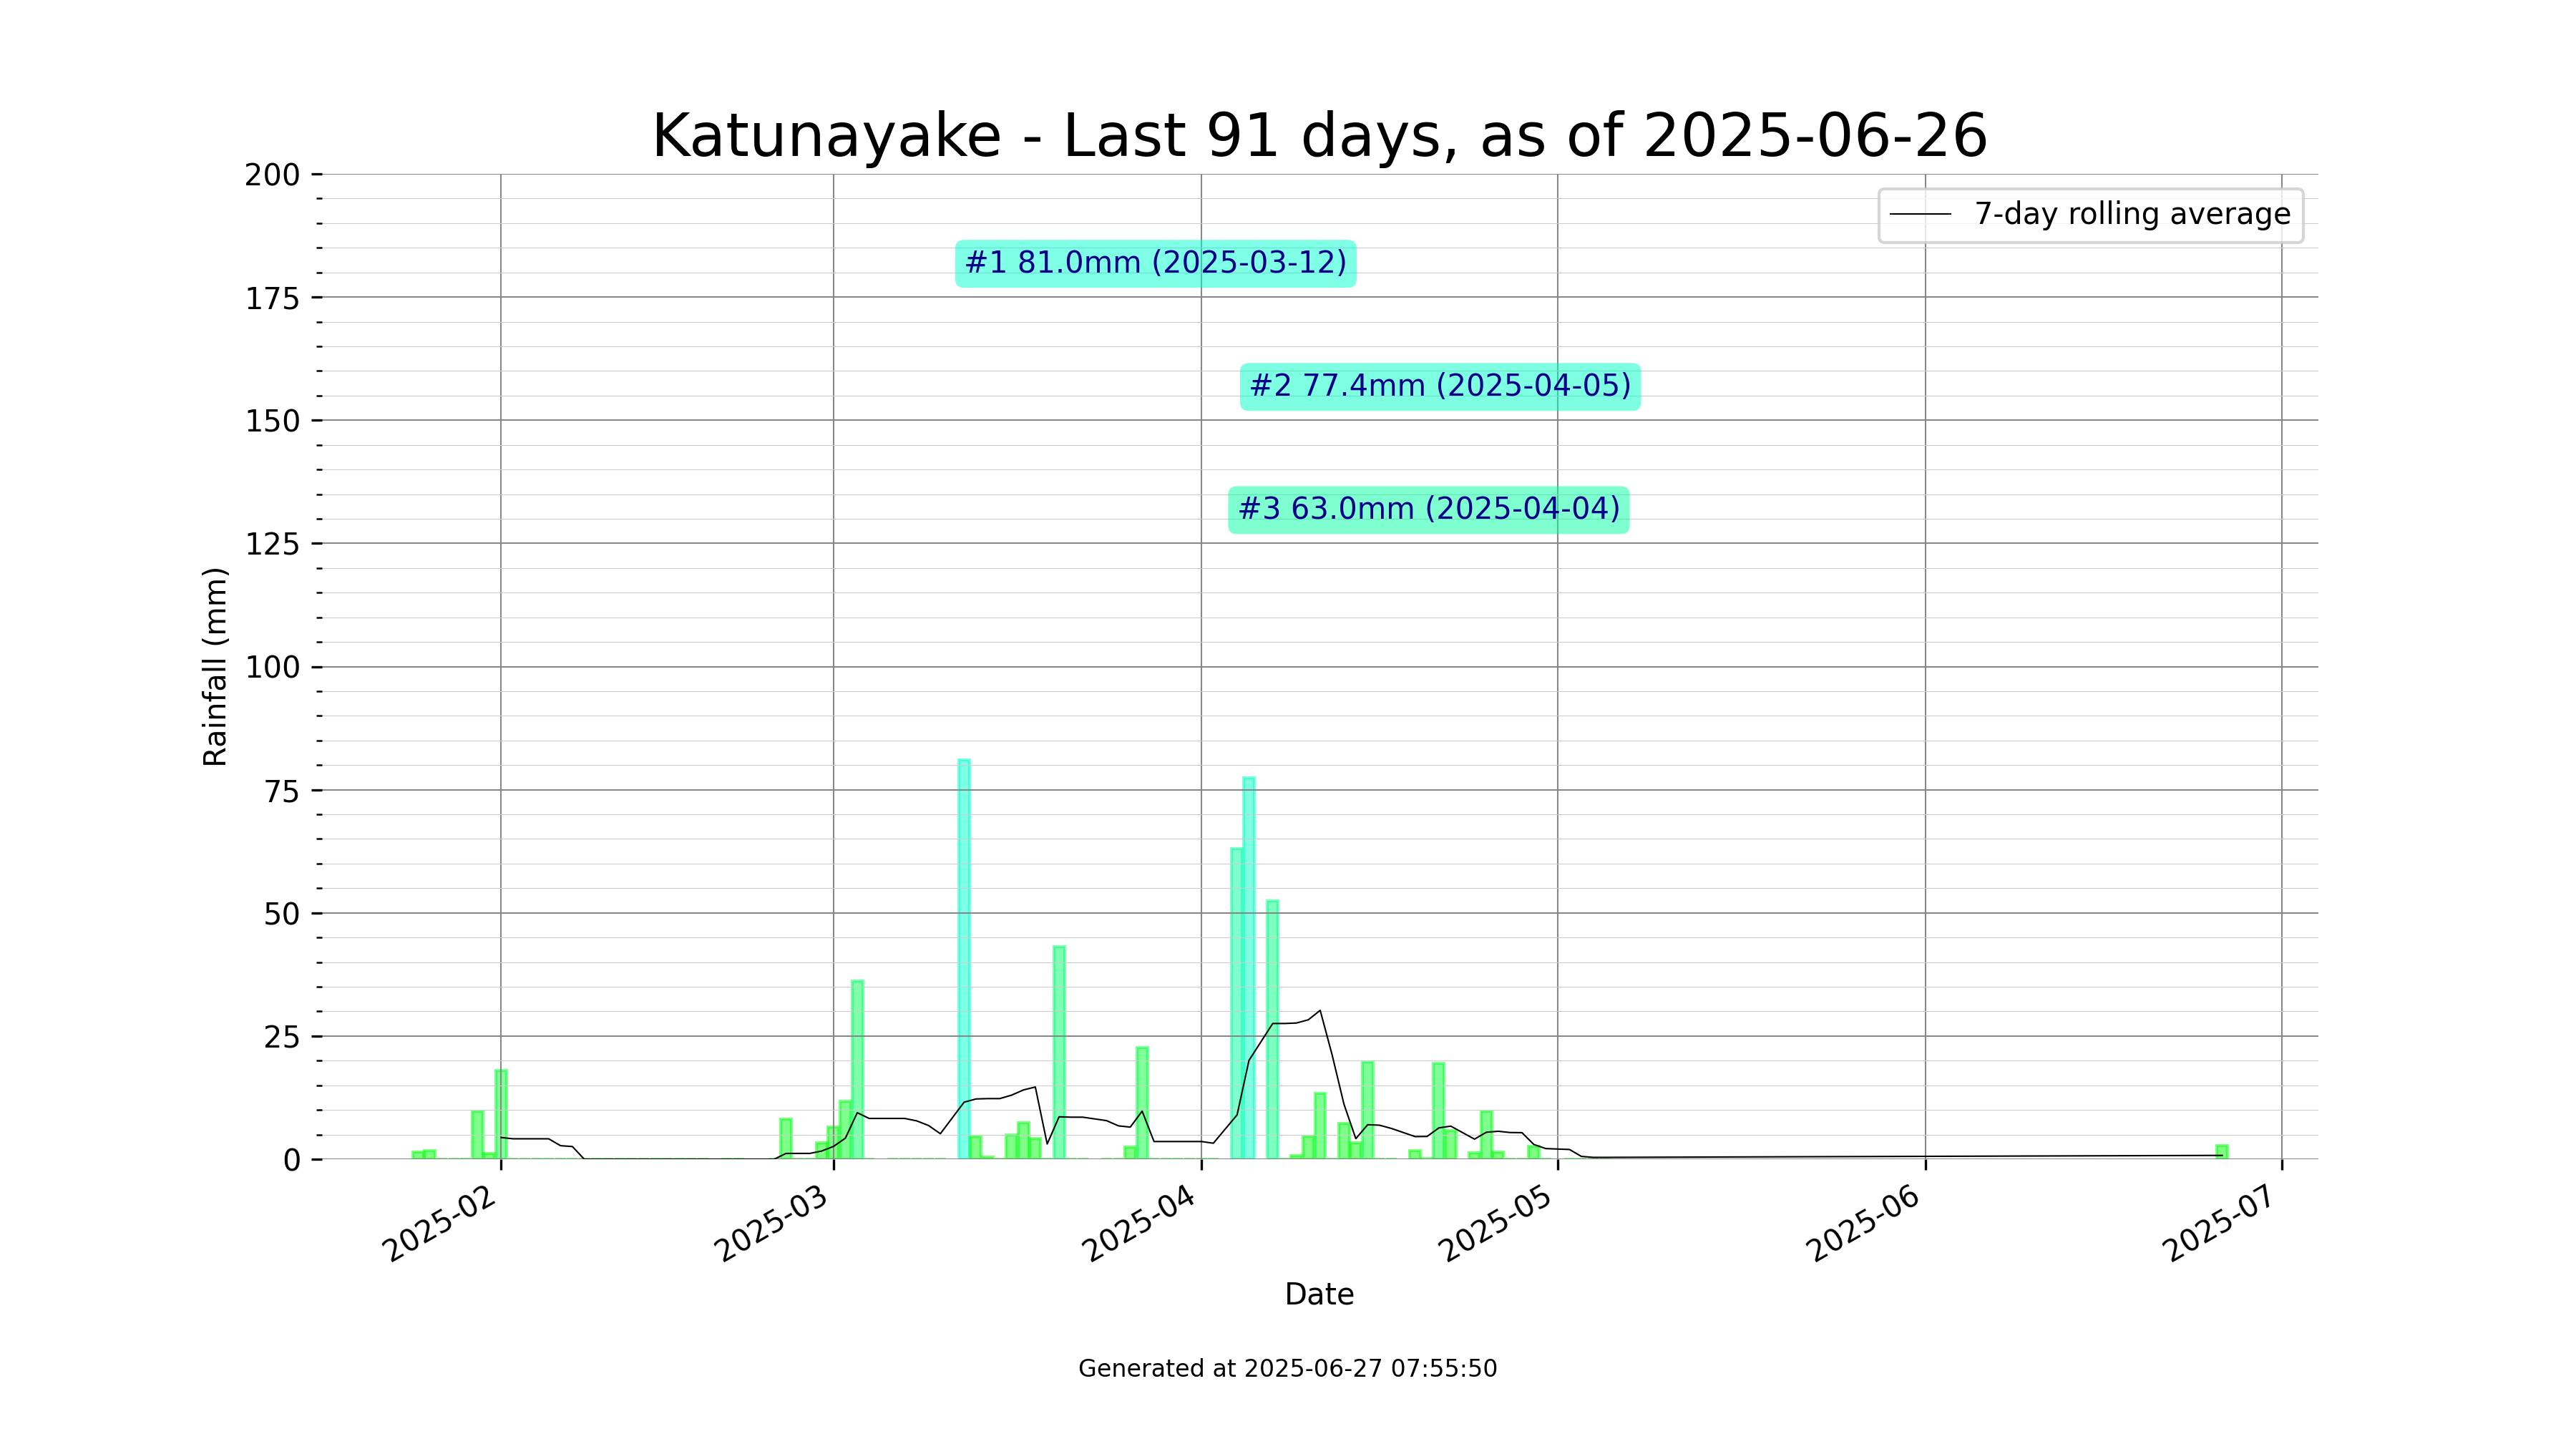 Katunayake - Last 91 days, as of 2025-06-26
200
175
150
125
100
75
50
25
0
Rainfall (mm)
7-day rolling average
#1 81.0mm (2025-03-12)
#2 77.4mm (2025-04-05)
#3 63.0mm (2025-04-04)
2025-02
2025-03
2025-04
2025-05
2025-06
2025-07
Date
Generated at 2025-06-27 07:55:50